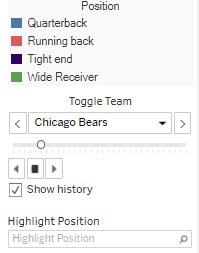 Position
Quarterback
Running back
Tight end
Wide Receiver
Toggle Team
Chicago Bears
Show history
Highlight Position
Highlight Position